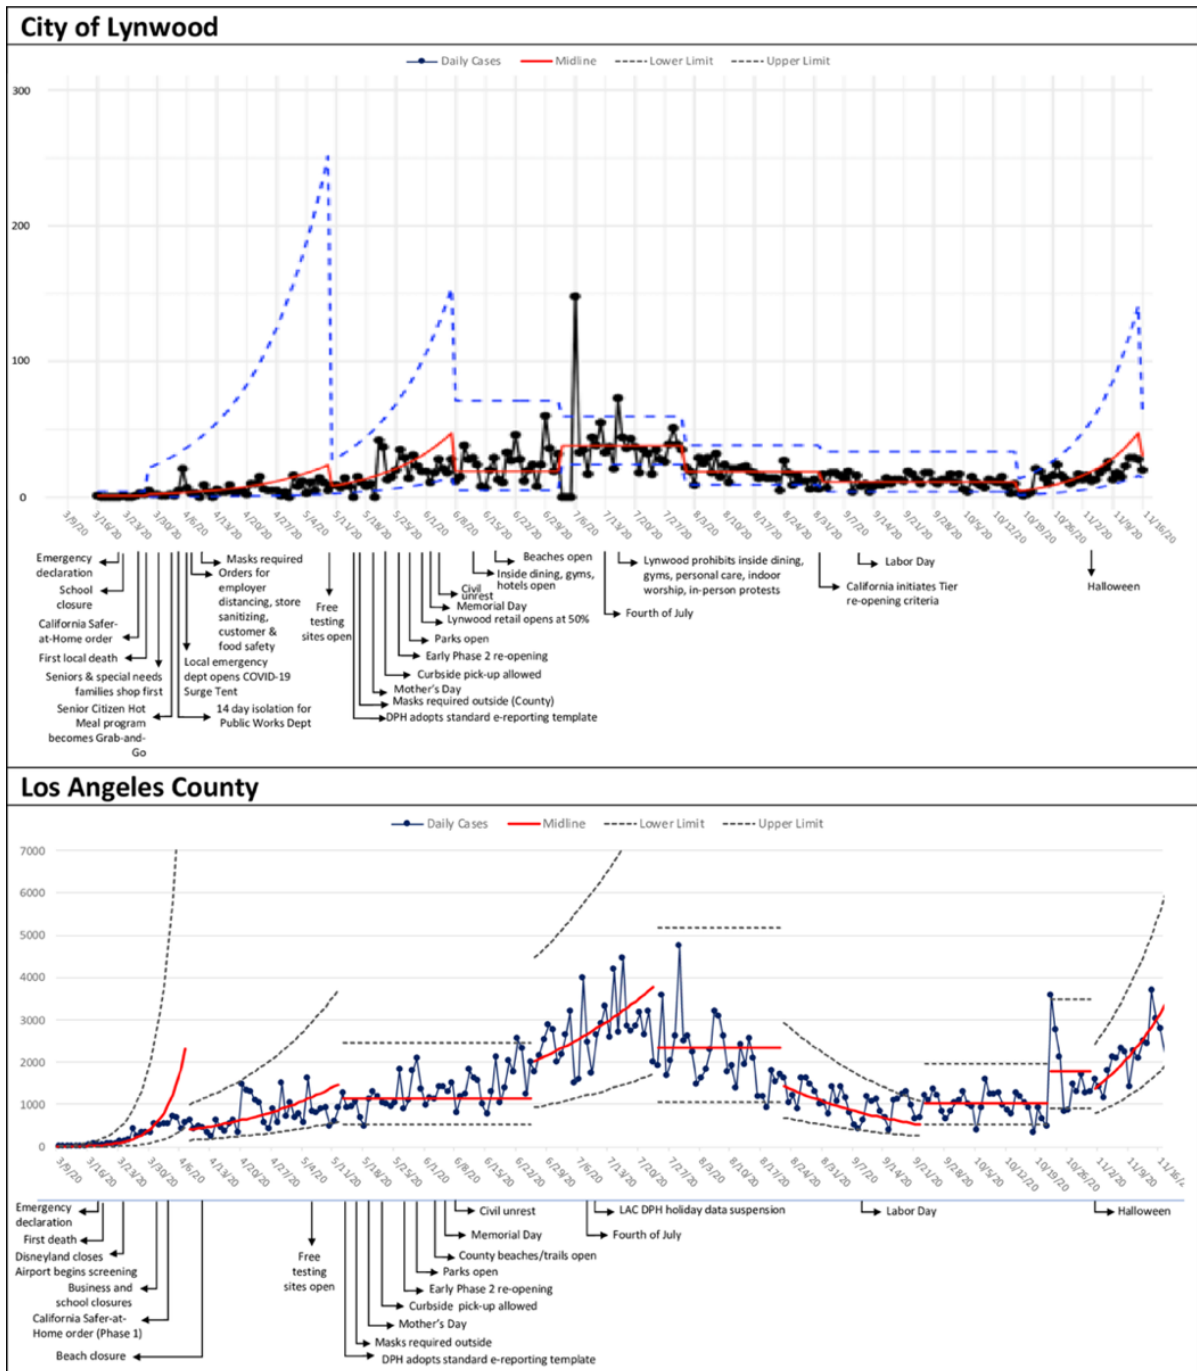 City of Lynwood
Daily Cases Midline Lower Limit Upper Limit
300
200
100
0
3/9/20 3/16/20 3/23/20 3/30/20 4/6/20 4/13/20 4/20/20 4/27/20 5/4/20 5/11/20 5/18/20 5/25/20 6/1/20 6/8/20 6/15/20 6/22/20 6/29/20 7/6/20 7/13/20 7/20/20 7/27/20 8/3/20 8/10/20 8/17/20 8/24/20 8/31/20 9/7/20 9/14/20 9/21/20 9/28/20 10/5/20 10/12/20 10/19/20 10/26/20 11/2/20 11/9/20 11/16/20
Emergency
declaration
School
closure
California Safer-
at-Home order
First local death
Seniors & special needs
families shop first
Senior Citizen Hot
Meal program
becomes Grab-and-
Go
Masks required
Orders for
employer
distancing, store
sanitizing,
customer &
food safety
Local emergency
dept opens COVID-19
Surge Tent
14 day isolation for
Public Works Dept
Free
testing
sites open
Beaches open
Inside dining, gyms,
hotels open
Civil
unrest
Memorial Day
Lynwood retail opens at 50%
Parks open
Early Phase 2 re-opening
Curbside pick-up allowed
Mother's Day
Masks required outside (County)
DPH adopts standard e-reporting template
Lynwood prohibits inside dining,
gyms, personal care, indoor
worship, in-person protests
Fourth of July
Labor Day
California initiates Tier
re-opening criteria
Halloween
Los Angeles County
Daily Cases Midline Lower Limit Upper Limit
7000
6000
5000
4000
3000
2000
1000
0
3/9/20 3/16/20 3/23/20 3/30/20 4/6/20 4/13/20 4/20/20 4/27/20 5/4/20 5/11/20 5/18/20 5/25/20 6/1/20 6/8/20 6/15/20 6/22/20 6/29/20 7/6/20 7/13/20 7/20/20 7/27/20 8/3/20 8/10/20 8/17/20 8/24/20 8/31/20 9/7/20 9/14/20 9/21/20 9/28/20 10/5/20 10/12/20 10/19/20 10/26/20 11/2/20 11/9/20 11/16/2
Emergency
declaration
First death
Disneyland closes
Airport begins screening
Business and
school closures
California Safer-at-
Home order (Phase 1)
Beach closure
Free
testing
sites open
Civil unrest
Memorial Day
County beaches/trails open
Parks open
Early Phase 2 re-opening
Curbside pick-up allowed
Mother's Day
Masks required outside
DPH adopts standard e-reporting template
LAC DPH holiday data suspension
Fourth of July
Labor Day
Halloween